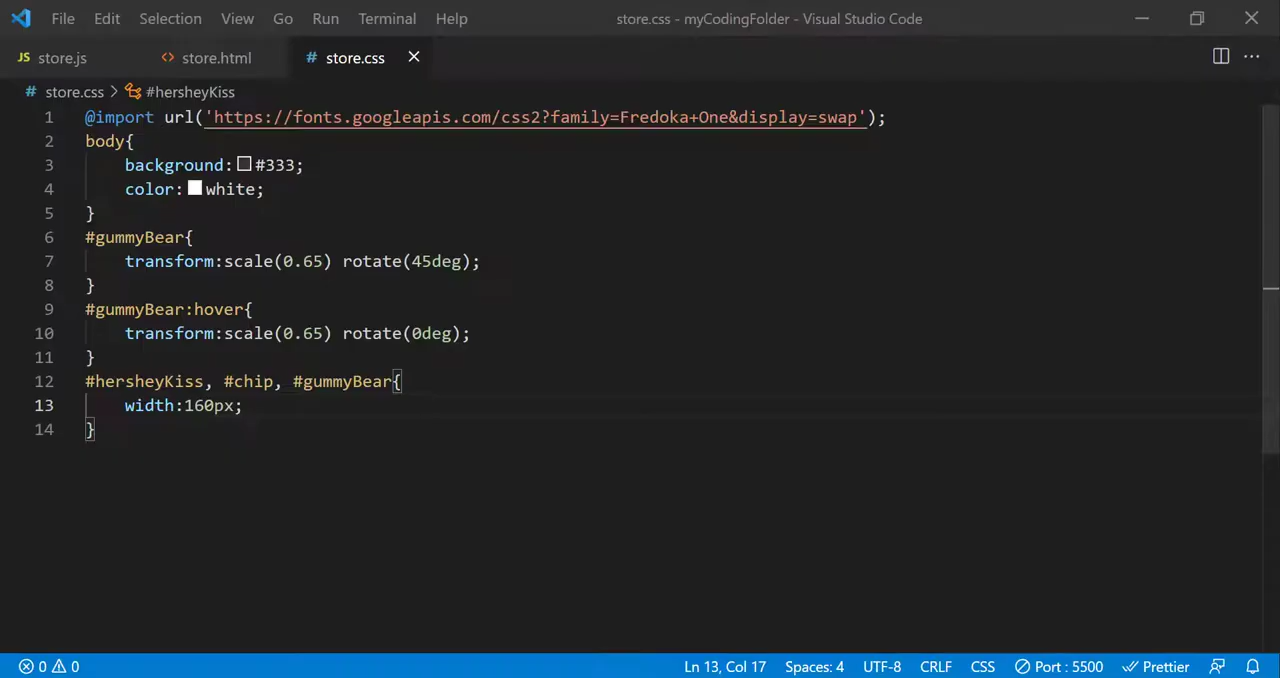 File Edit Selection View Go Run Terminal Help store.css - myCodingFolder - Visual Studio Code
JS store.js <> store.html # store.css
# store.css > #hersheyKiss
1 @import url('https://fonts.googleapis.com/css2?family=Fredoka+One&display=swap');
2 body{
3 background:#333;
4 color:white;
5 }
6 #gummyBear{
7 transform:scale(0.65) rotate(45deg);
8 }
9 #gummyBear:hover{
10 transform:scale(0.65) rotate(0deg);
11 }
12 #hersheyKiss, #chip, #gummyBear{
13 width:160px;
14 }
0 0 Ln 13, Col 17 Spaces: 4 UTF-8 CRLF CSS Port : 5500 Prettier